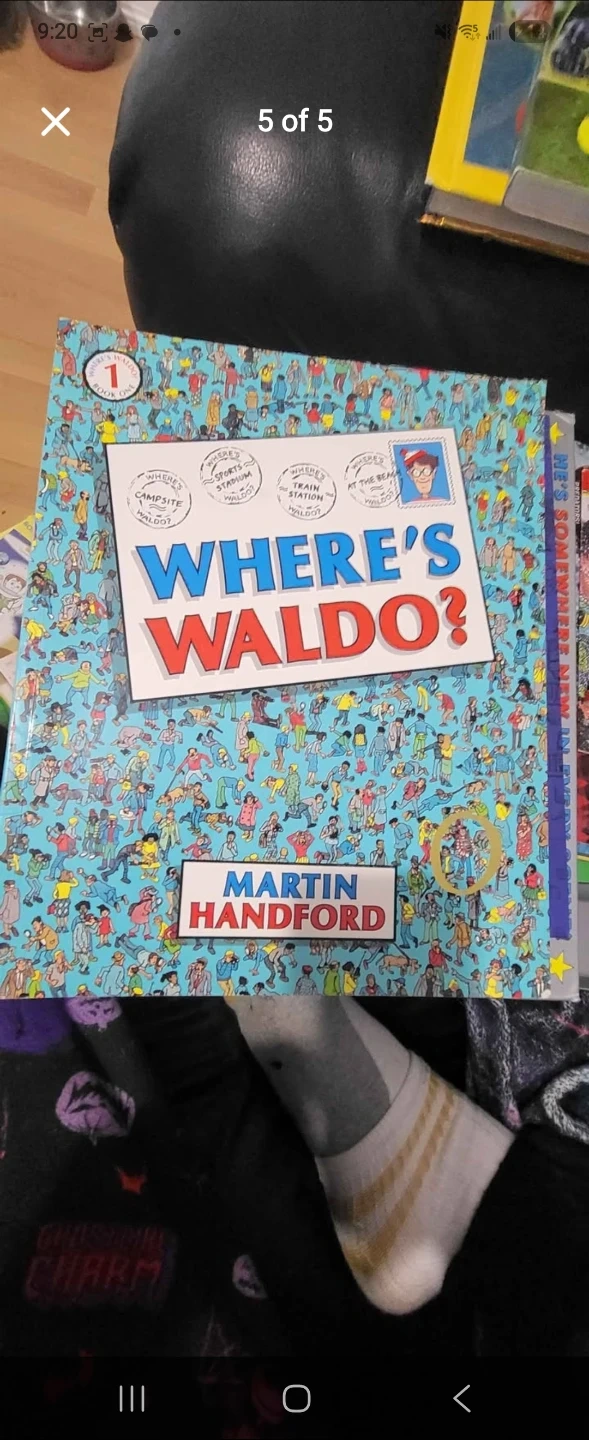 9:20
5 of 5
WHERE'S WALDO?
1
BOOK ONE
WHERE'S
CAMPSITE
WALDO?
WHERE'S
SPORTS
STADIUM
WALDO?
WHERE'S
TRAIN
STATION
WALDO?
WHERE'S
AT THE BEACH
WALDO?
WHERE'S
WALDO?
MARTIN
HANDFORD
HE'S SOMEWHERE NEW IN EVERY
CHARM